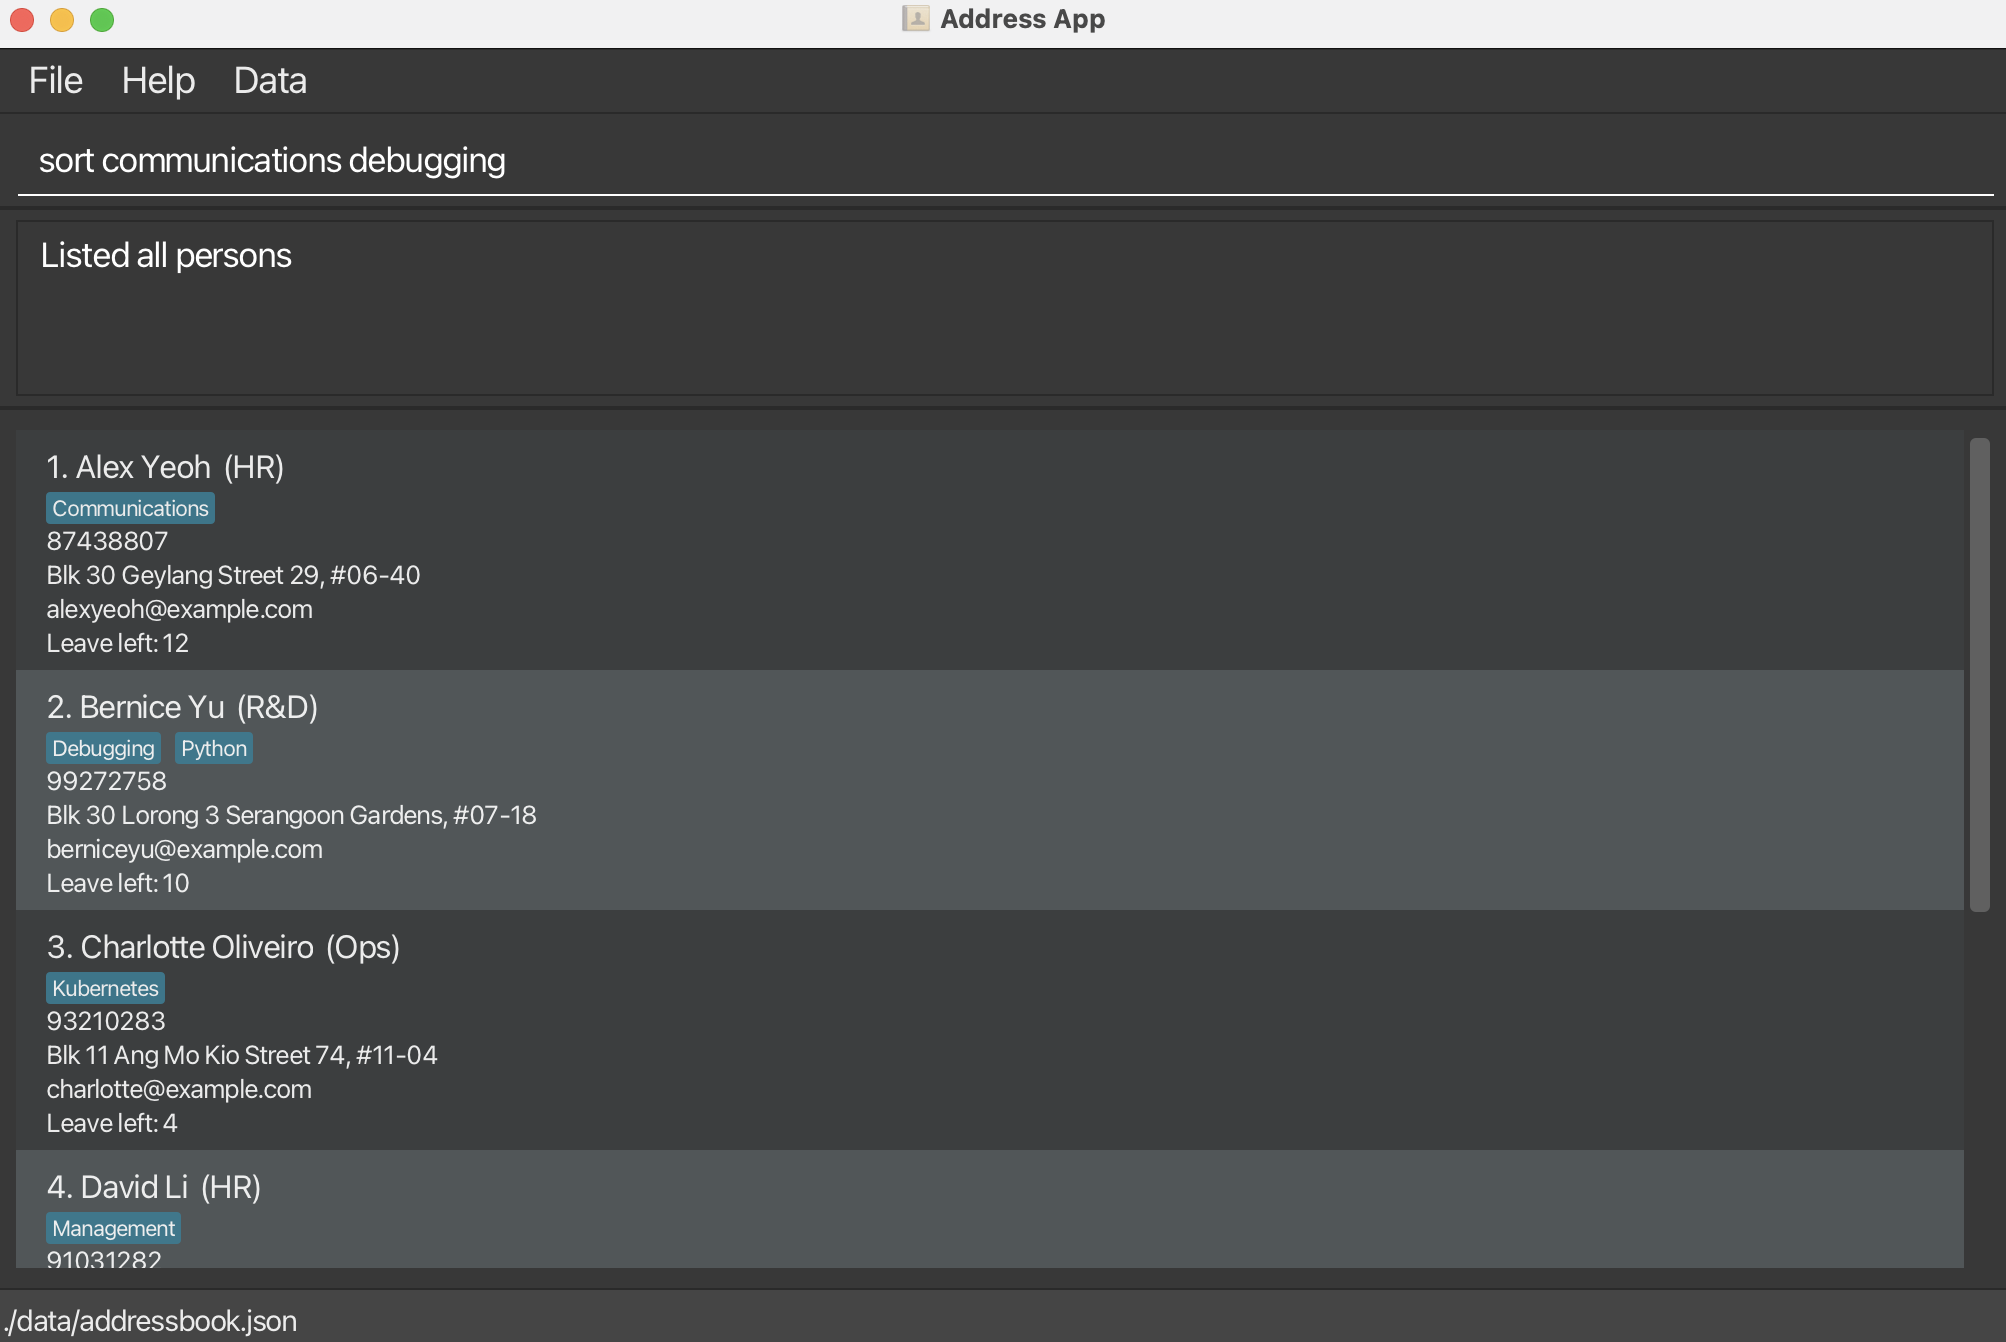 Address App
File Help Data
sort communications debugging
Listed all persons
1. Alex Yeoh (HR)
Communications
87438807
Blk 30 Geylang Street 29, #06-40
alexyeoh@example.com
Leave left: 12
2. Bernice Yu (R&D)
Debugging Python
99272758
Blk 30 Lorong 3 Serangoon Gardens, #07-18
berniceyu@example.com
Leave left: 10
3. Charlotte Oliveiro (Ops)
Kubernetes
93210283
Blk 11 Ang Mo Kio Street 74, #11-04
charlotte@example.com
Leave left: 4
4. David Li (HR)
Management
91031282
./data/addressbook.json